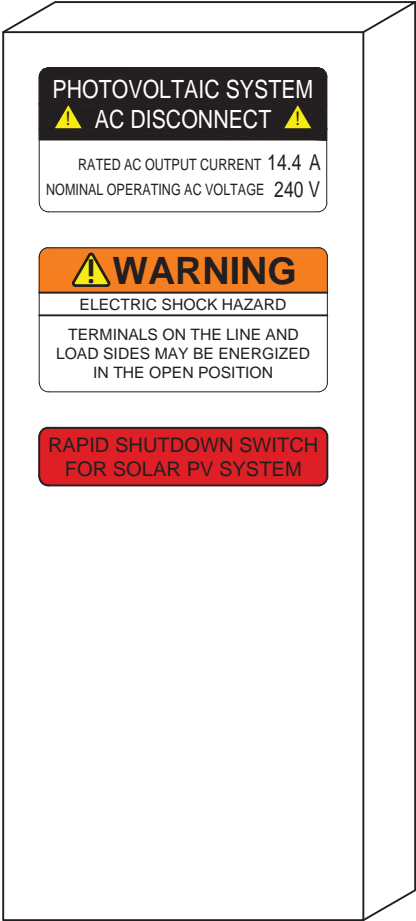 PHOTOVOLTAIC SYSTEM
AC DISCONNECT
RATED AC OUTPUT CURRENT 14.4 A
NOMINAL OPERATING AC VOLTAGE 240 V
WARNING
ELECTRIC SHOCK HAZARD
TERMINALS ON THE LINE AND
LOAD SIDES MAY BE ENERGIZED
IN THE OPEN POSITION
RAPID SHUTDOWN SWITCH
FOR SOLAR PV SYSTEM